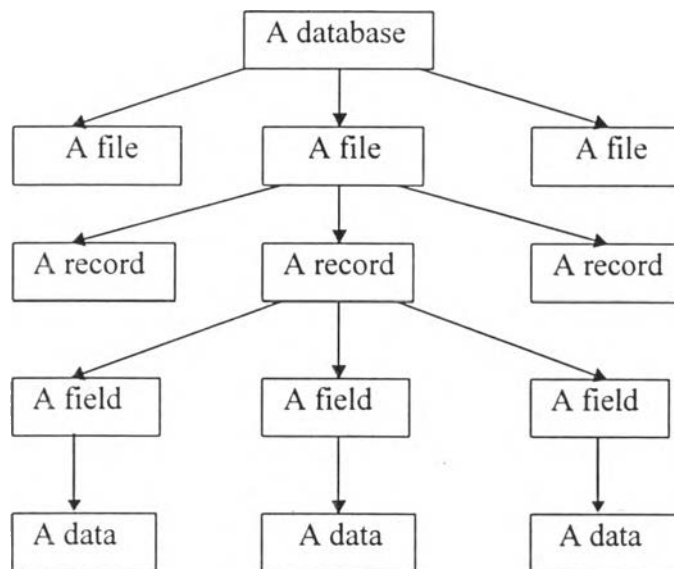 A database
A file A file A file
A record A record A record
A field A field A field
A data A data A data